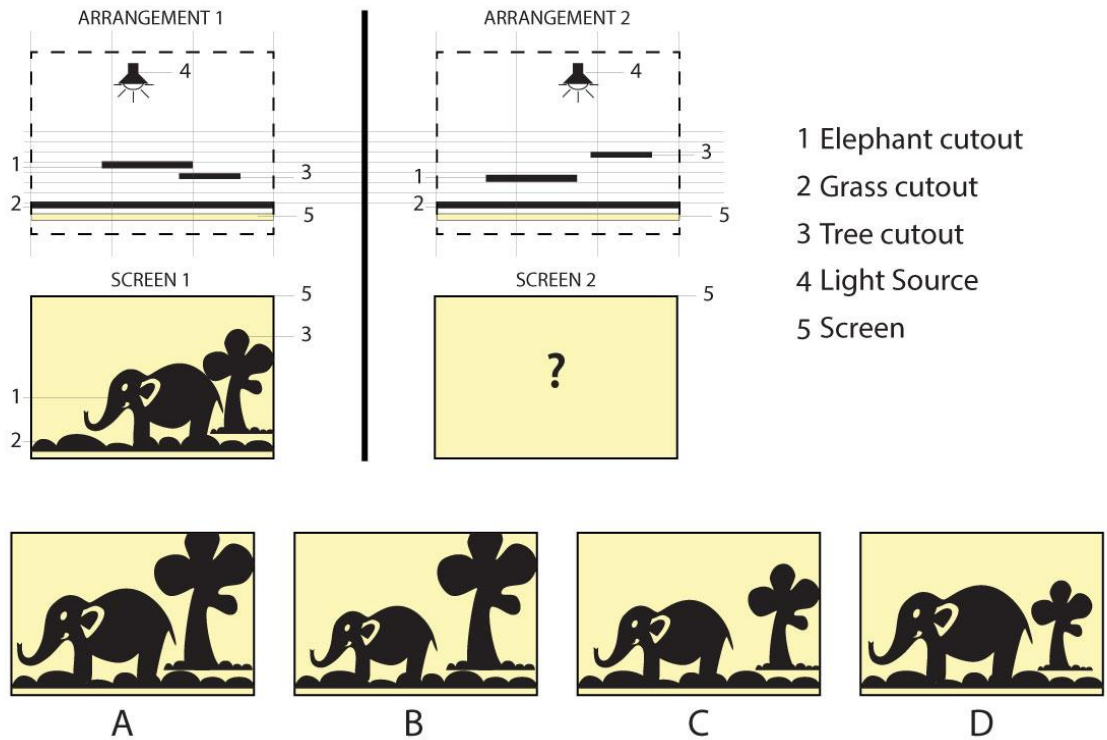 ARRANGEMENT 1
4
1
3
2
5
ARRANGEMENT 2
4
3
1
2
5
1 Elephant cutout
2 Grass cutout
3 Tree cutout
4 Light Source
5 Screen
SCREEN 1
5
3
1
2
SCREEN 2
5
?
A
B
C
D